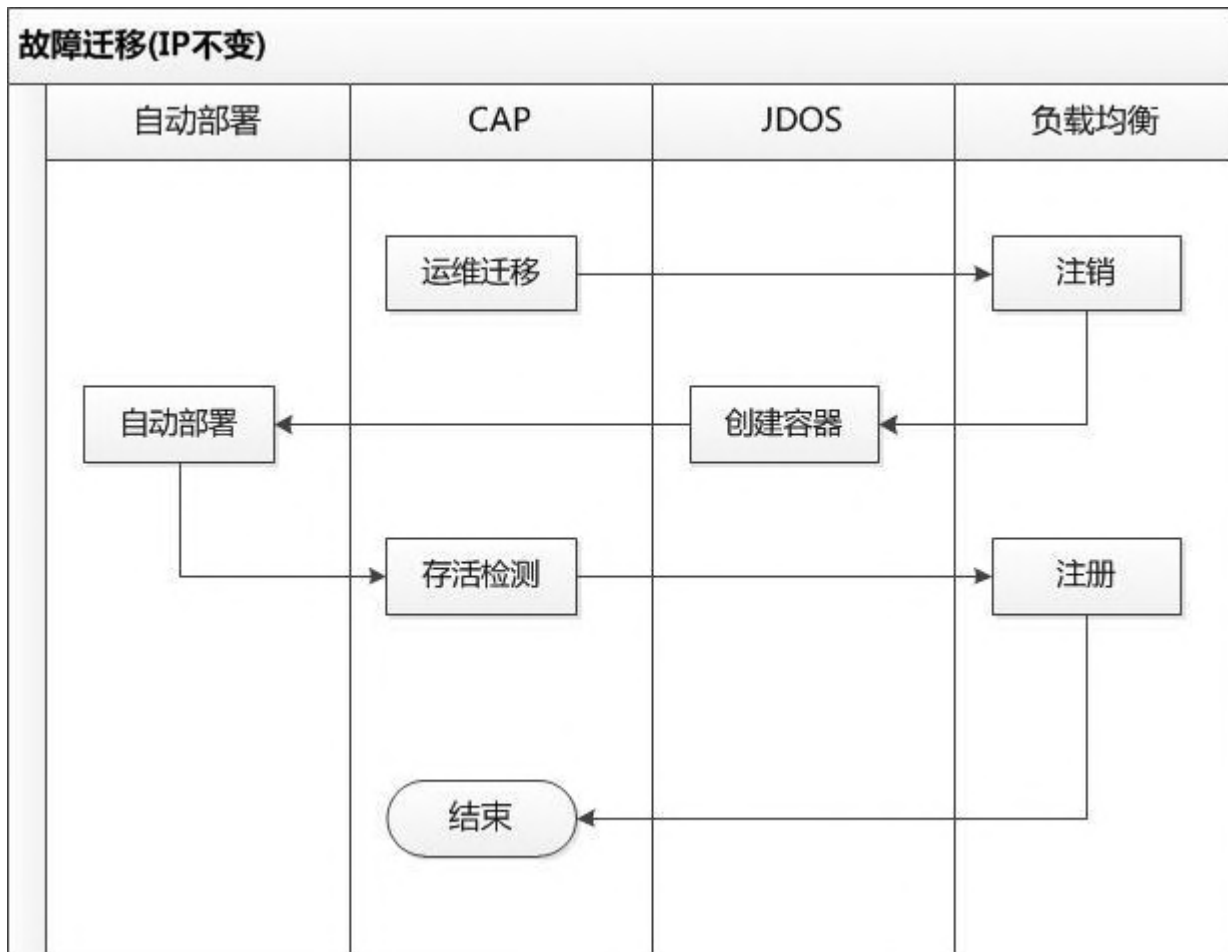 故障迁移(IP不变)
自动部署
CAP
JDOS
负载均衡
运维迁移
注销
自动部署
创建容器
存活检测
注册
结束